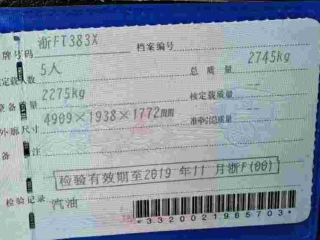 号牌号码 浙FT383X 档案编号
核定载人数 5人 总质量 2745kg
整备质量 2275kg 核定载质量 --
外廓尺寸 4909×1938×1772mm 准牵引总质量 --
备注
检验有效期至2019年11月浙F(00)
检验记录 汽油
*3320021985703*